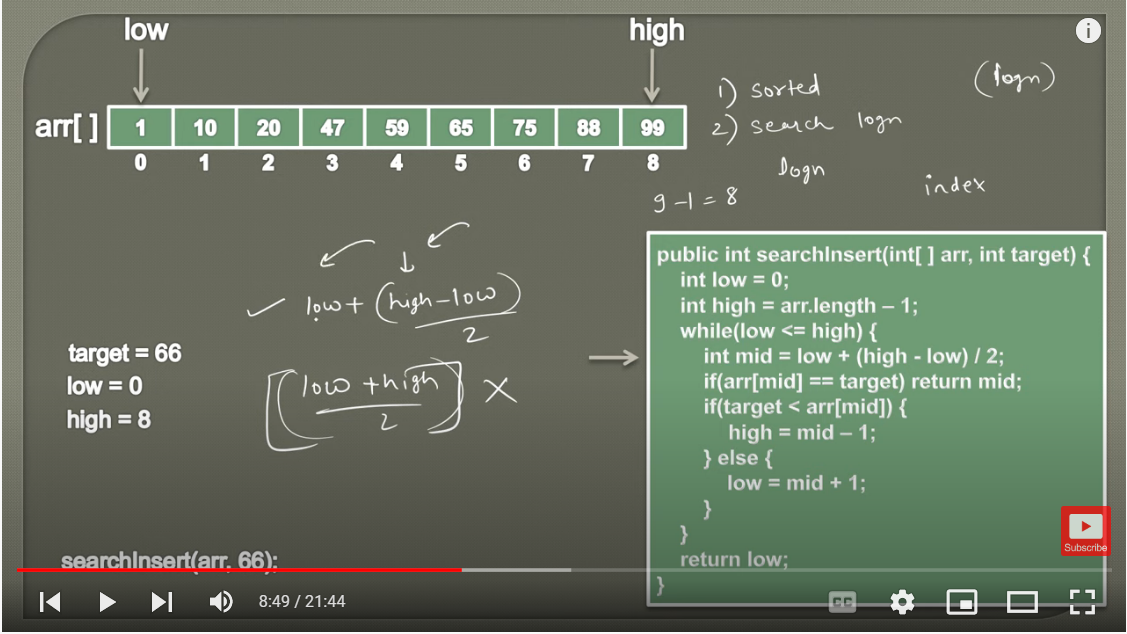 low high
arr[ ] 1 10 20 47 59 65 75 88 99
0 1 2 3 4 5 6 7 8
1) sorted (logn)
2) search logn
logn
index
9 - 1 = 8
low + (high - low)
2
(low + high)
2
target = 66
low = 0
high = 8
public int searchInsert(int[ ] arr, int target) {
int low = 0;
int high = arr.length – 1;
while(low <= high) {
int mid = low + (high - low) / 2;
if(arr[mid] == target) return mid;
if(target < arr[mid]) {
high = mid – 1;
} else {
low = mid + 1;
}
}
return low;
}
searchInsert(arr, 66);
Subscribe
8:49 / 21:44
CC